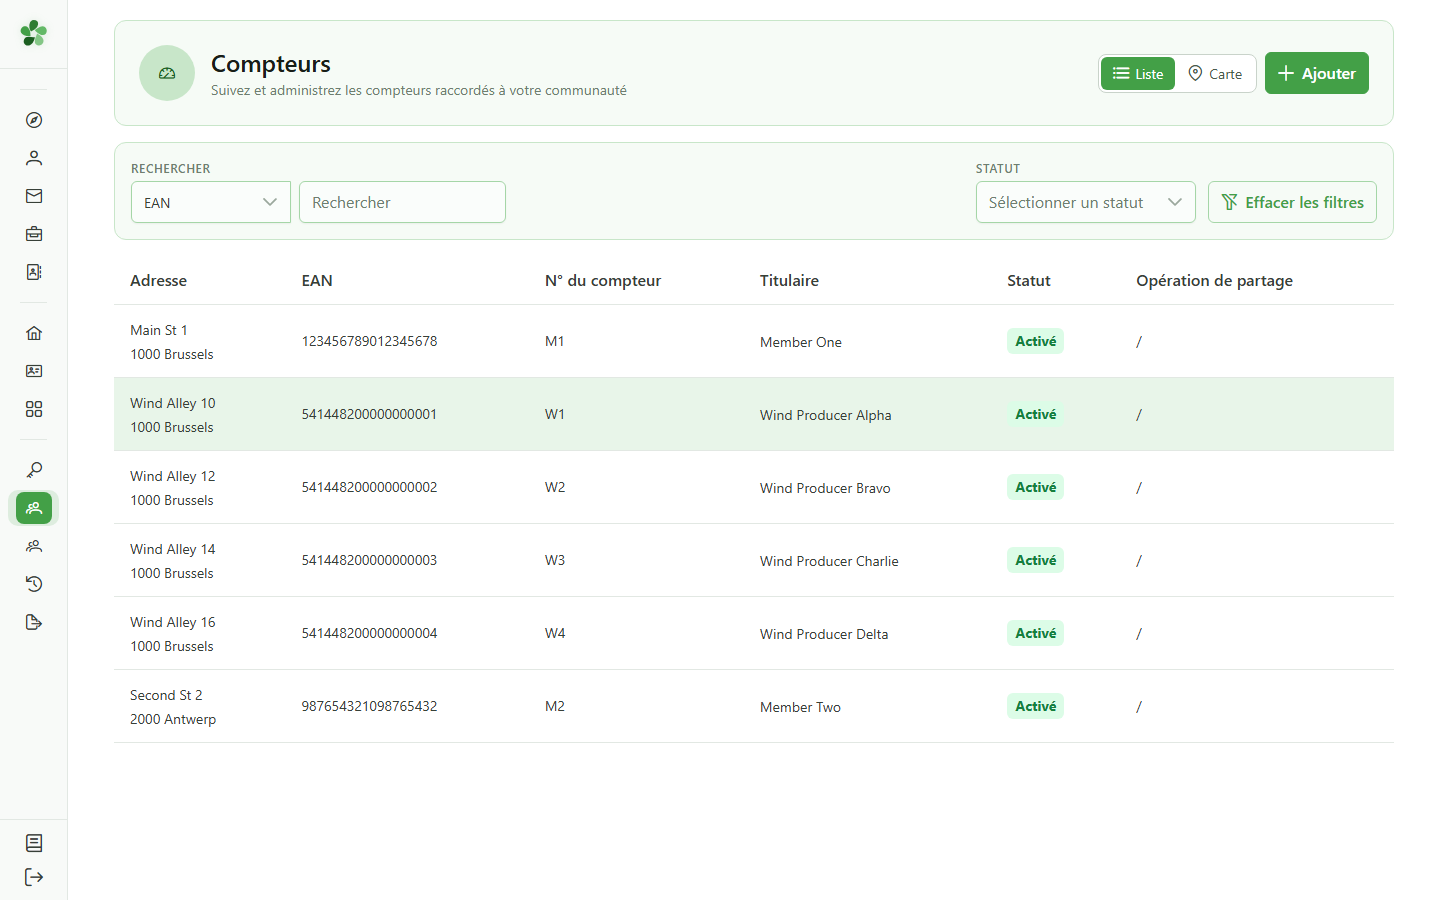 Compteurs
Suivez et administrez les compteurs raccordés à votre communauté
Liste
Carte
Ajouter
RECHERCHER
STATUT
EAN
Rechercher
Sélectionner un statut
Effacer les filtres
Adresse EAN N° du compteur Titulaire Statut Opération de partage
Main St 1
1000 Brussels
123456789012345678 M1 Member One Activé /
Wind Alley 10
1000 Brussels
541448200000000001 W1 Wind Producer Alpha Activé /
Wind Alley 12
1000 Brussels
541448200000000002 W2 Wind Producer Bravo Activé /
Wind Alley 14
1000 Brussels
541448200000000003 W3 Wind Producer Charlie Activé /
Wind Alley 16
1000 Brussels
541448200000000004 W4 Wind Producer Delta Activé /
Second St 2
2000 Antwerp
987654321098765432 M2 Member Two Activé /